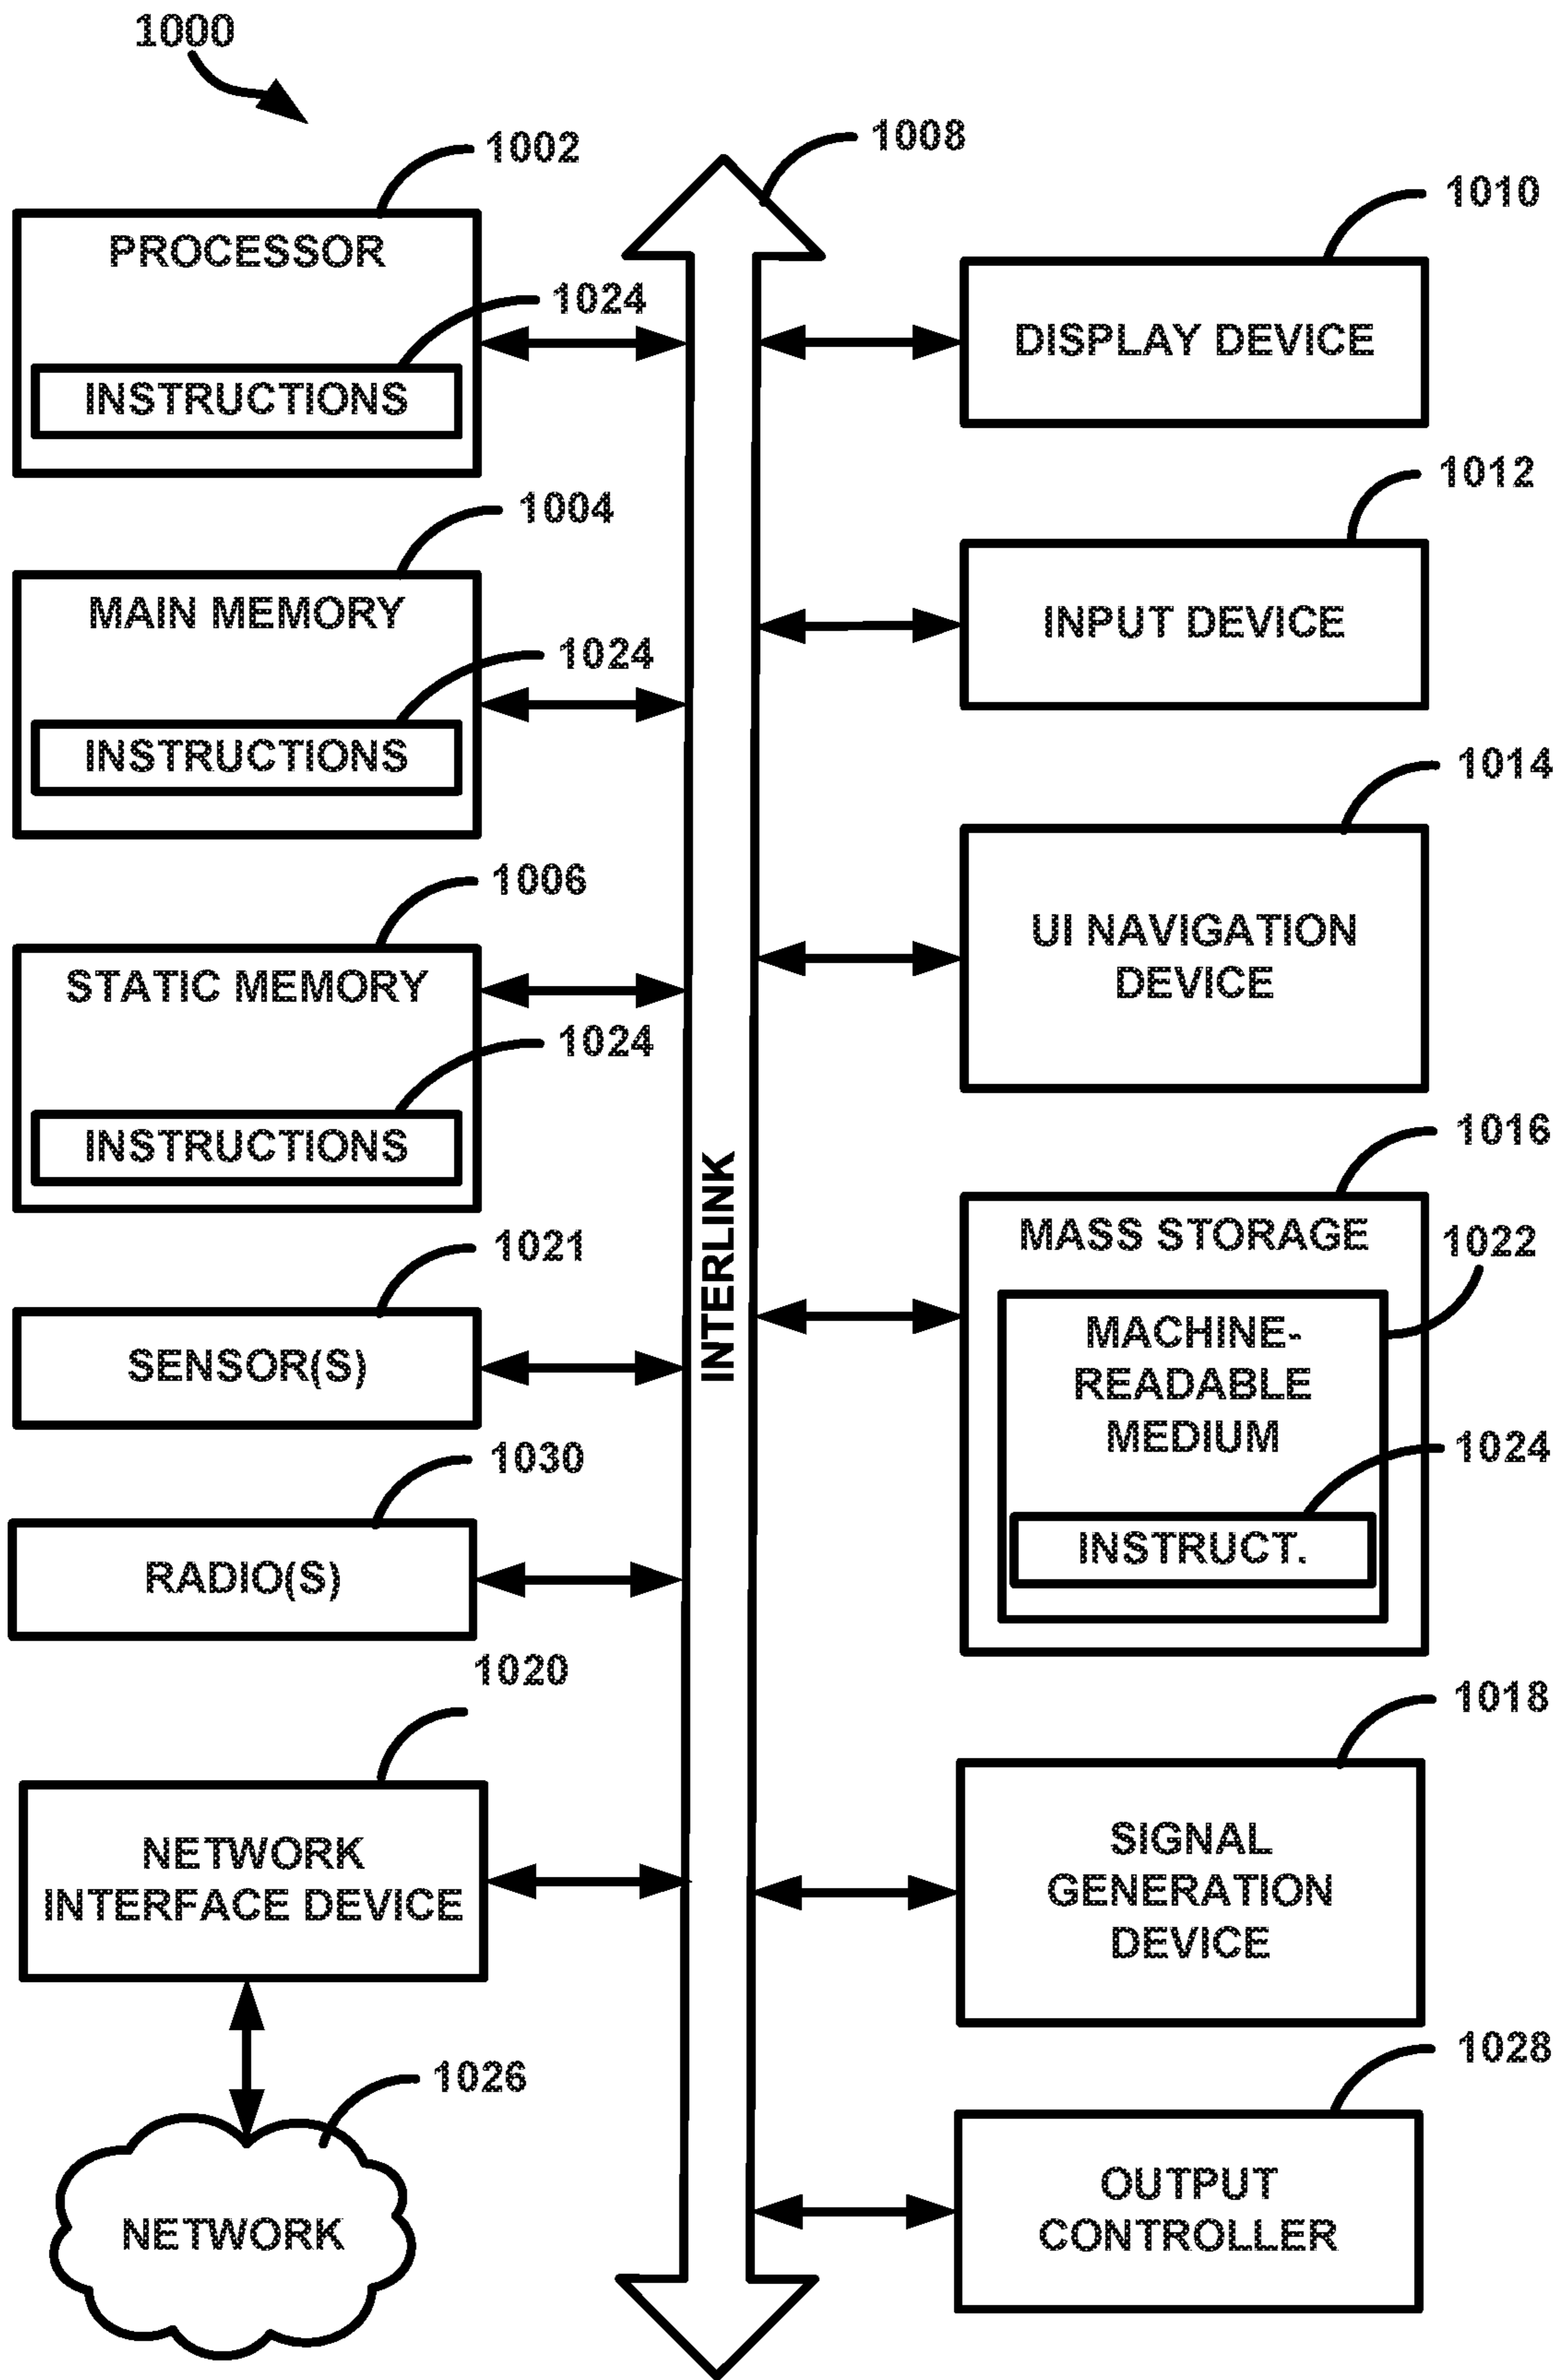 1000
1002
PROCESSOR
1024
INSTRUCTIONS
1004
MAIN MEMORY
1024
INSTRUCTIONS
1006
STATIC MEMORY
1024
INSTRUCTIONS
1021
SENSOR(S)
1030
RADIO(S)
1020
NETWORK
INTERFACE DEVICE
1026
NETWORK
1008
INTERLINK
1010
DISPLAY DEVICE
1012
INPUT DEVICE
1014
UI NAVIGATION
DEVICE
1016
MASS STORAGE
1022
MACHINE-
READABLE
MEDIUM
1024
INSTRUCT.
1018
SIGNAL
GENERATION
DEVICE
1028
OUTPUT
CONTROLLER